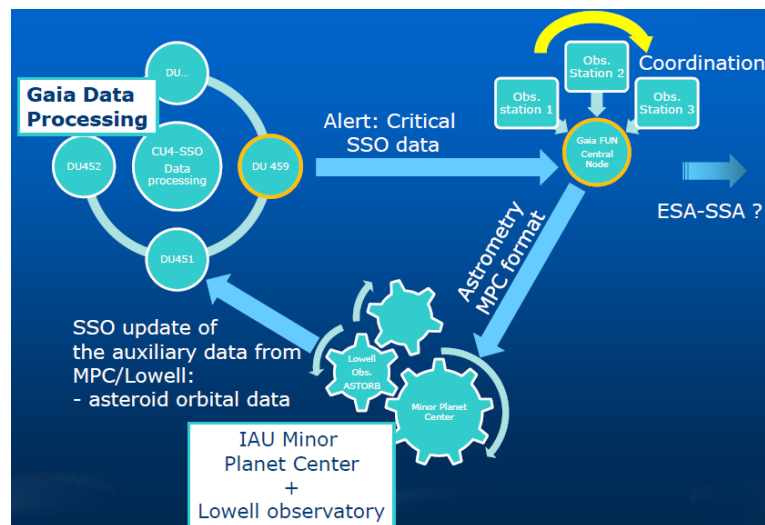 Gaia Data
Processing
DU...
CU4-SSO
Data
processing
DU452
DU 459
DU451
Alert: Critical
SSO data
Obs.
station 1
Obs.
Station 2
Obs.
Station 3
Coordination
Gaia FUN
Central
Node
ESA-SSA ?
Astrometry
MPC format
SSO update of
the auxiliary data from
MPC/Lowell:
- asteroid orbital data
Lowell
Obs.
ASTORB
Minor Planet
Center
IAU Minor
Planet Center
+
Lowell observatory